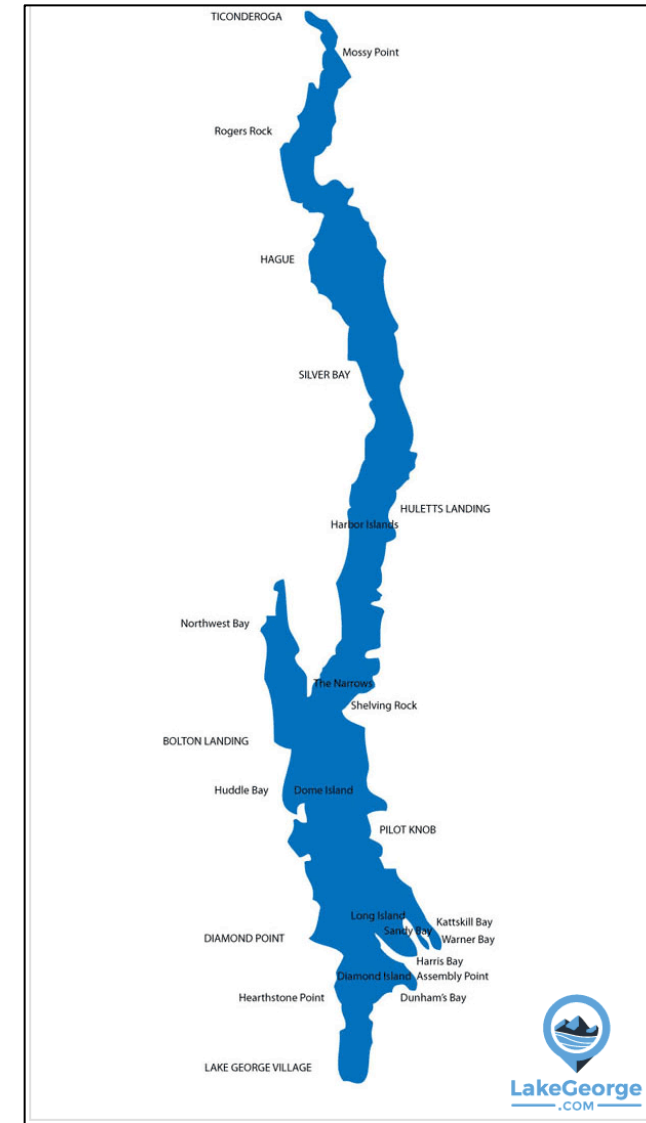 TICONDEROGA
Mossy Point
Rogers Rock
HAGUE
SILVER BAY
HULETTS LANDING
Harbor Islands
Northwest Bay
The Narrows
Shelving Rock
BOLTON LANDING
Huddle Bay
Dome Island
PILOT KNOB
Long Island
Kattskill Bay
Sandy Bay
DIAMOND POINT
Warner Bay
Harris Bay
Diamond Island
Assembly Point
Hearthstone Point
Dunham's Bay
LAKE GEORGE VILLAGE
LakeGeorge
.COM